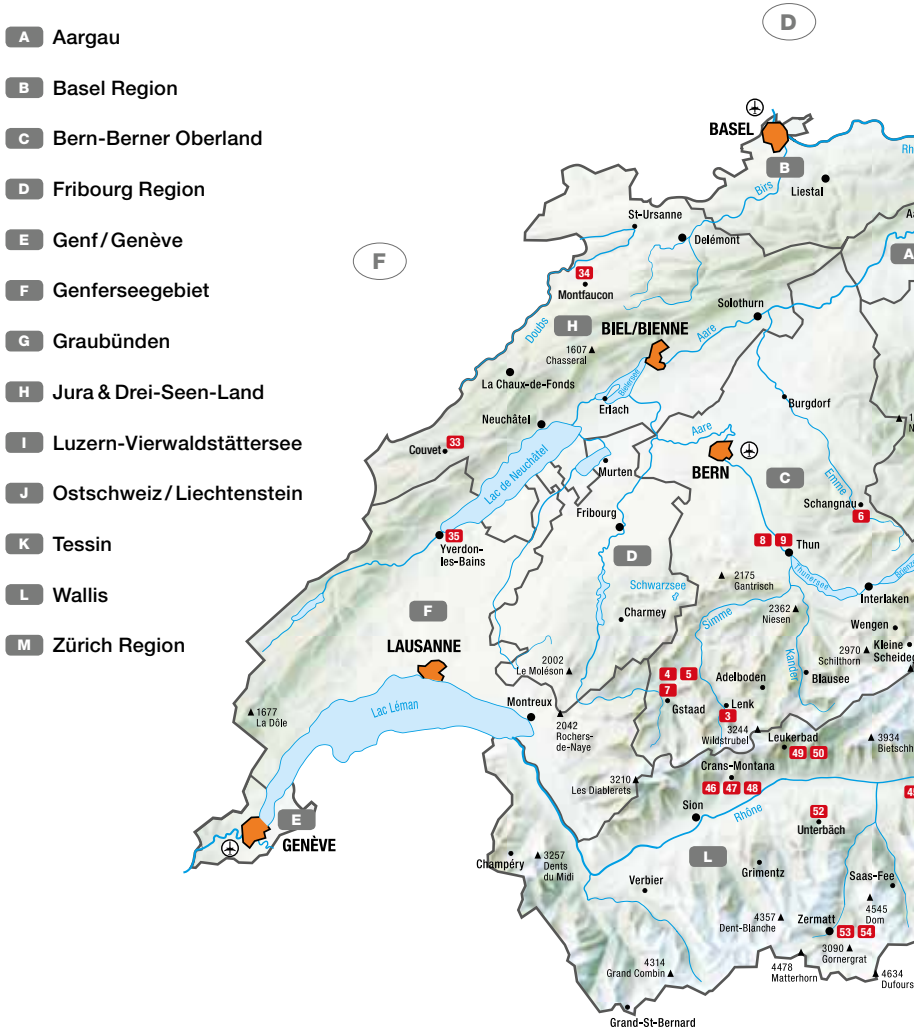 A Aargau
B Basel Region
C Bern-Berner Oberland
D Fribourg Region
E Genf/Genève
F Genferseegebiet
G Graubünden
H Jura & Drei-Seen-Land
I Luzern-Vierwaldstättersee
J Ostschweiz/Liechtenstein
K Tessin
L Wallis
M Zürich Region
D
F
BASEL
B
Liestal
Birs
St-Ursanne
Delémont
A
34
Montfaucon
Doubs
Solothurn
H
BIEL/BIENNE
Aare
1607
Chasseral
Bielersee
La Chaux-de-Fonds
Erlach
Burgdorf
Neuchâtel
Aare
Couvet
33
Lac de Neuchâtel
Murten
BERN
C
Emme
Schangnau
6
Fribourg
35
Yverdon-
les-Bains
8 9
Thun
D
Thunersee
2175
Gantrisch
Schwarzsee
Interlaken
F
Charmey
Simme
2362
Niesen
Wengen
Kleine
2970
Schilthorn
LAUSANNE
2002
Le Moléson
Kander
Blausee
4 5
7
Gstaad
Adelboden
Lenk
3
1677
La Dôle
Lac Léman
Montreux
2042
Rochers-
de-Naye
3244
Wildstrubel
Leukerbad
49 50
3934
Crans-Montana
46 47 48
3210
Les Diablerets
Sion
Rhône
52
Unterbäch
E
GENÈVE
Champéry
3257
Dents
du Midi
L
Verbier
Grimentz
Saas-Fee
4545
Dom
4357
Dent-Blanche
Zermatt
53 54
3090
Gornergrat
4314
Grand Combin
4478
Matterhorn
4634
Grand-St-Bernard